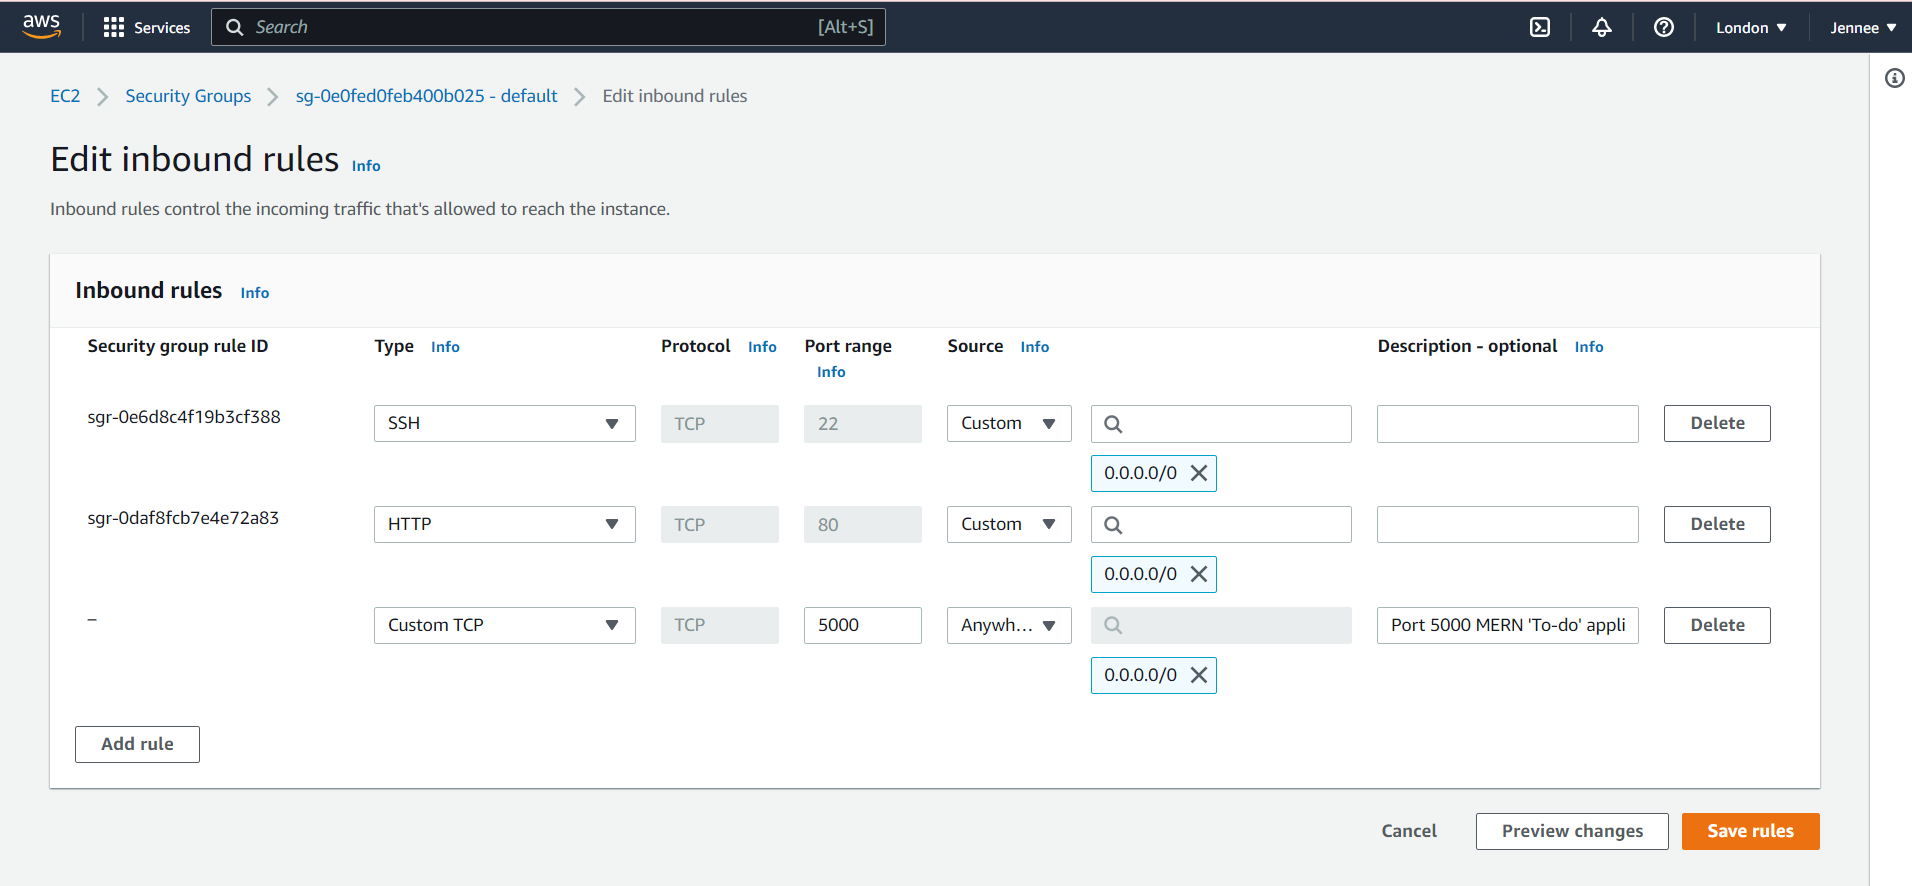 aws Services Search [Alt+S] London Jennee
EC2 Security Groups sg-0e0fed0feb400b025 - default Edit inbound rules
Edit inbound rules Info
Inbound rules control the incoming traffic that's allowed to reach the instance.
Inbound rules Info
Security group rule ID Type Info Protocol Info Port range Info Source Info Description - optional Info
sgr-0e6d8c4f19b3cf388 SSH TCP 22 Custom Delete
0.0.0.0/0
sgr-0daf8fcb7e4e72a83 HTTP TCP 80 Custom Delete
0.0.0.0/0
– Custom TCP TCP 5000 Anywh... Port 5000 MERN 'To-do' appli Delete
0.0.0.0/0
Add rule
Cancel Preview changes Save rules